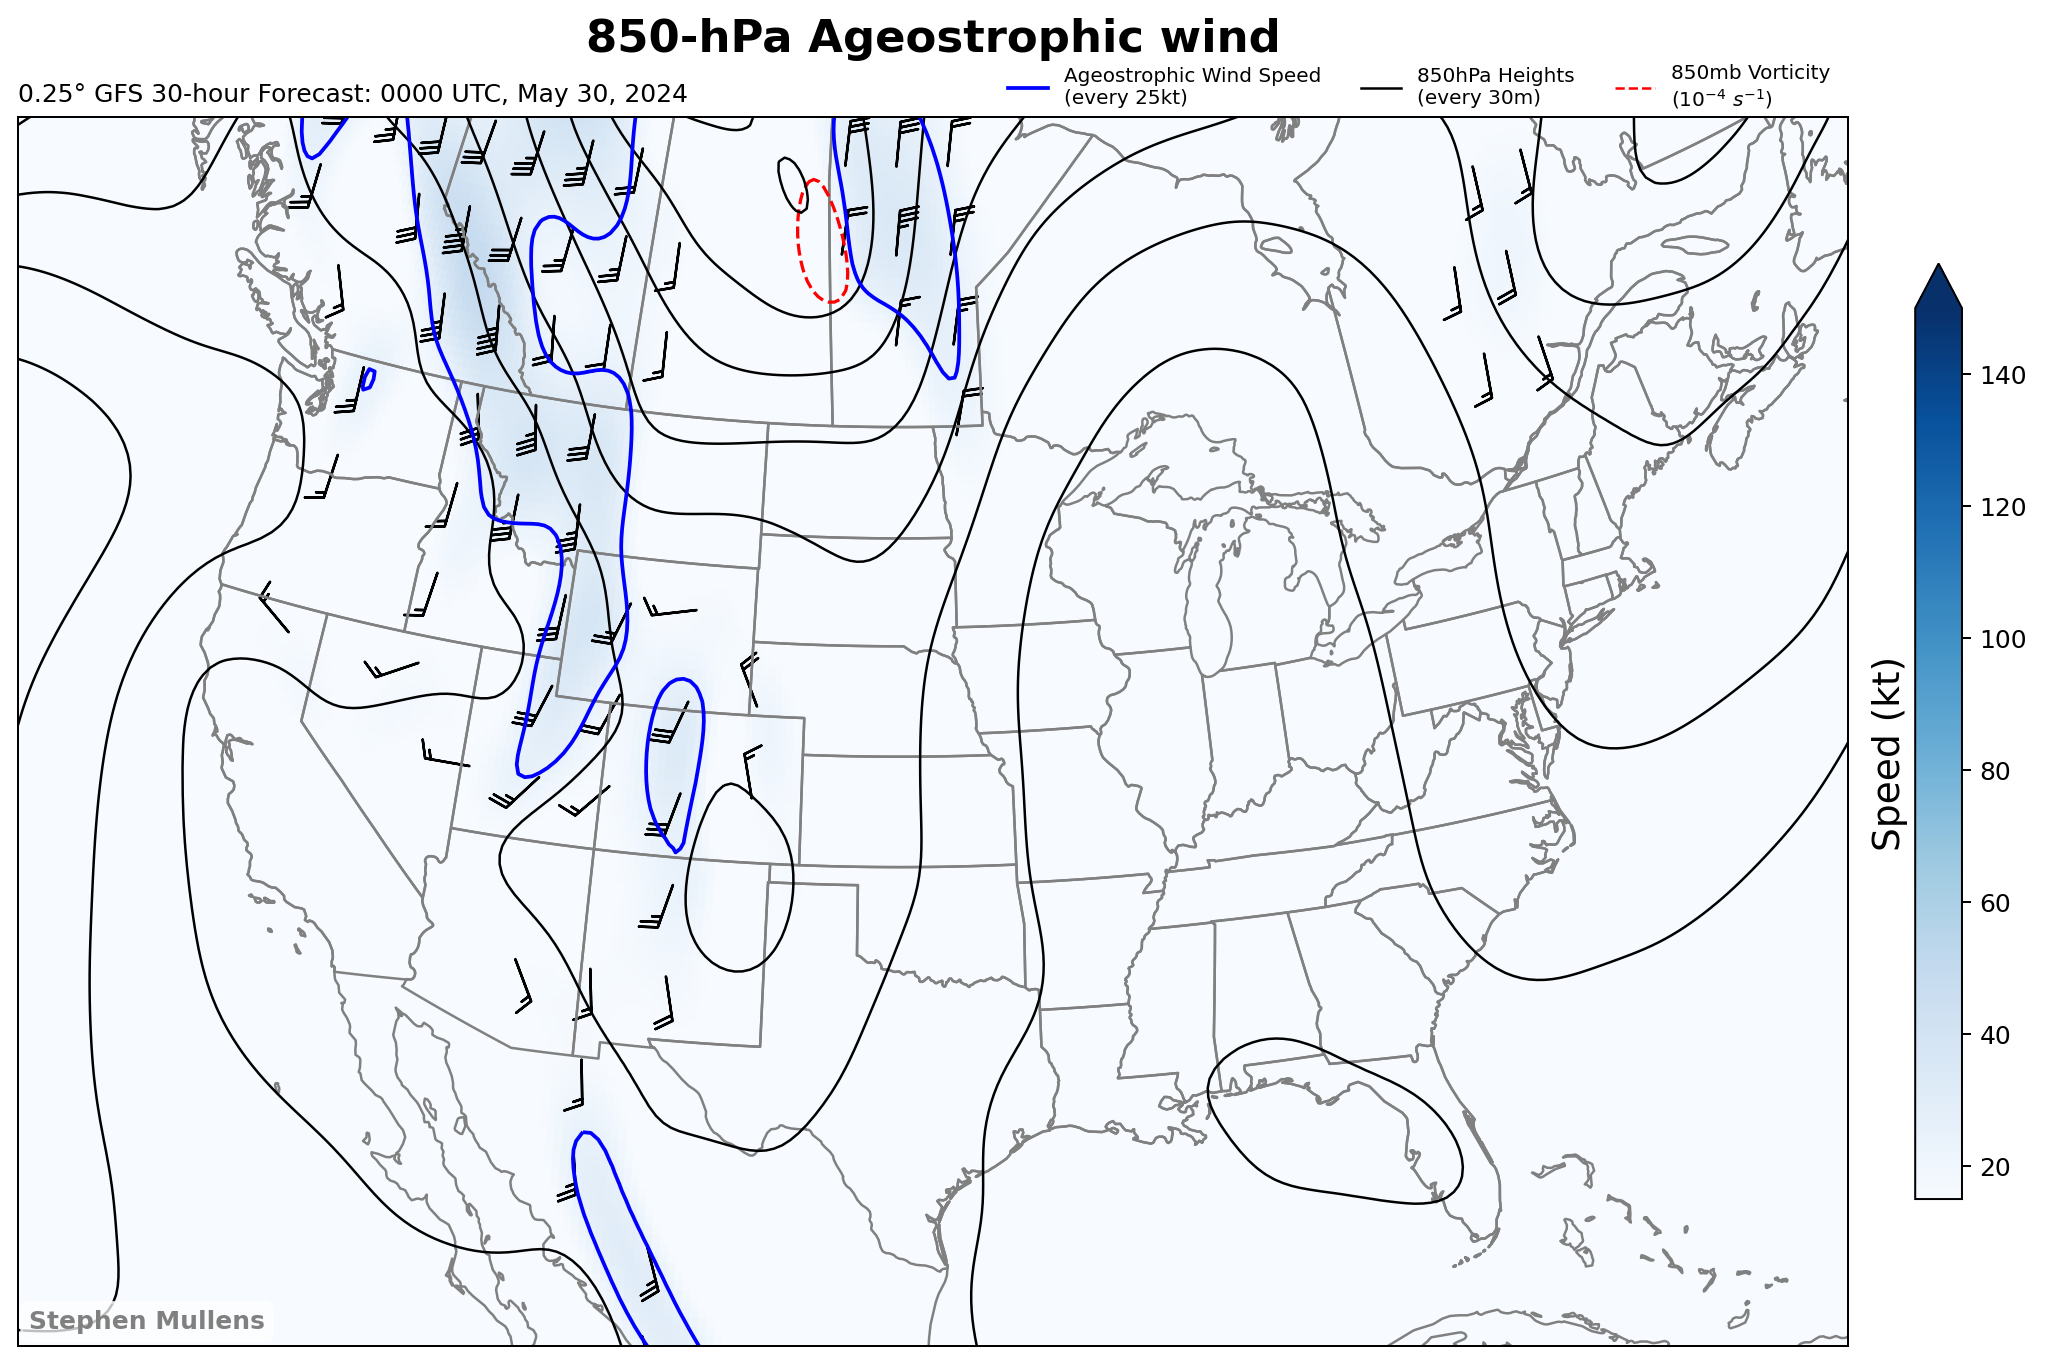 850-hPa Ageostrophic wind
0.25° GFS 30-hour Forecast: 0000 UTC, May 30, 2024
Ageostrophic Wind Speed
(every 25kt)
850hPa Heights
(every 30m)
850mb Vorticity
(10⁻⁴ s⁻¹)
140
120
100
80
60
40
20
Speed (kt)
Stephen Mullens